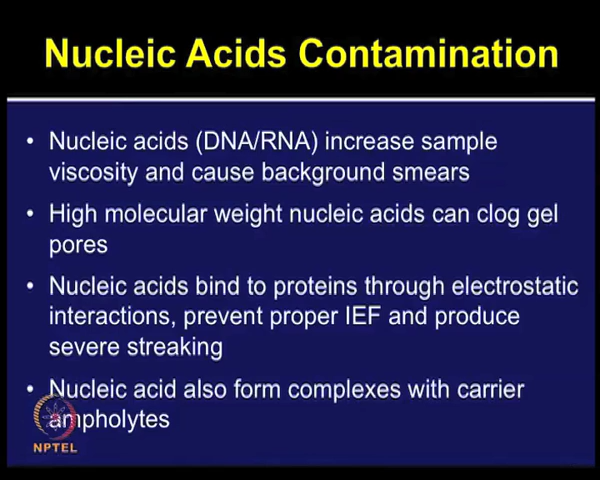 Nucleic Acids Contamination
• Nucleic acids (DNA/RNA) increase sample
viscosity and cause background smears
• High molecular weight nucleic acids can clog gel
pores
• Nucleic acids bind to proteins through electrostatic
interactions, prevent proper IEF and produce
severe streaking
• Nucleic acid also form complexes with carrier
ampholytes
NPTEL